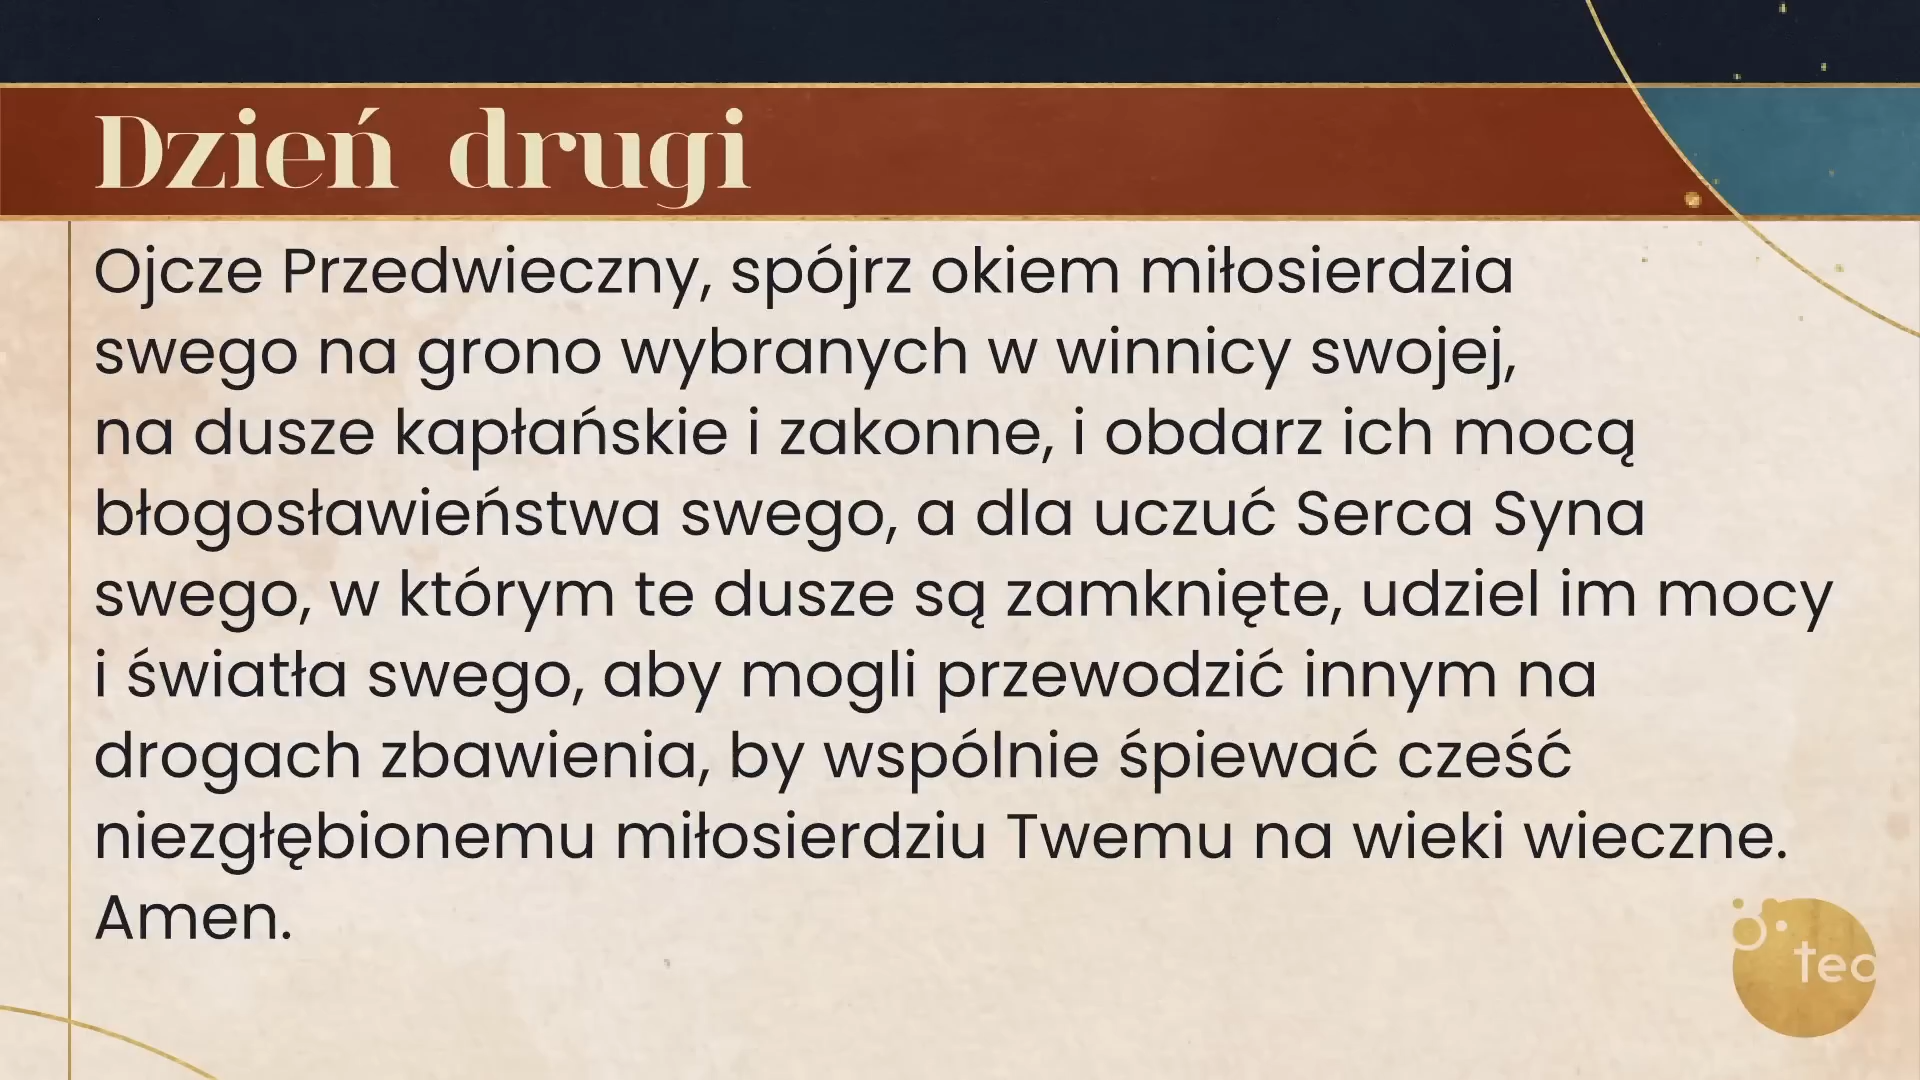 Dzień drugi
Ojcze Przedwieczny, spójrz okiem miłosierdzia
swego na grono wybranych w winnicy swojej,
na dusze kapłańskie i zakonne, i obdarz ich mocą
błogosławieństwa swego, a dla uczuć Serca Syna
swego, w którym te dusze są zamknięte, udziel im mocy
i światła swego, aby mogli przewodzić innym na
drogach zbawienia, by wspólnie śpiewać cześć
niezgłębionemu miłosierdziu Twemu na wieki wieczne.
Amen.